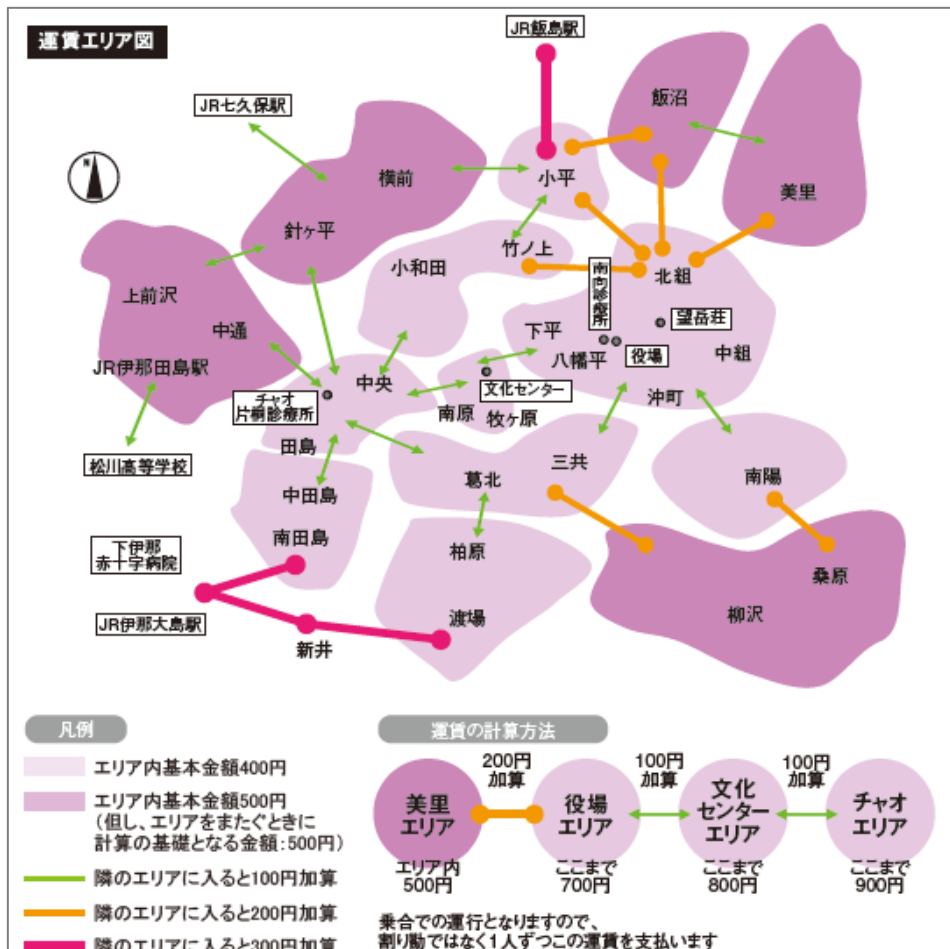 運賃エリア図
JR飯島駅
JR七久保駅
飯沼
横前
小平
美里
針ヶ平
竹ノ上
小和田
北組
南向診療所
上前沢
望岳荘
中通
下平
八幡平
役場
中組
JR伊那田島駅
中央
文化センター
沖町
チャオ
片桐診療所
南原
牧ヶ原
田島
松川高等学校
三共
葛北
南陽
中田島
南田島
下伊那
赤十字病院
柏原
桑原
渡場
柳沢
JR伊那大島駅
新井
N
凡例
エリア内基本金額400円
エリア内基本金額500円
(但し、エリアをまたぐときに
計算の基礎となる金額:500円)
隣のエリアに入ると100円加算
隣のエリアに入ると200円加算
隣のエリアに入ると300円加算
運賃の計算方法
200円
加算
100円
加算
100円
加算
美里
エリア
役場
エリア
文化
センター
エリア
チャオ
エリア
エリア内
500円
ここまで
700円
ここまで
800円
ここまで
900円
乗合での運行となりますので、
割り勘ではなく1人ずつこの運賃を支払います